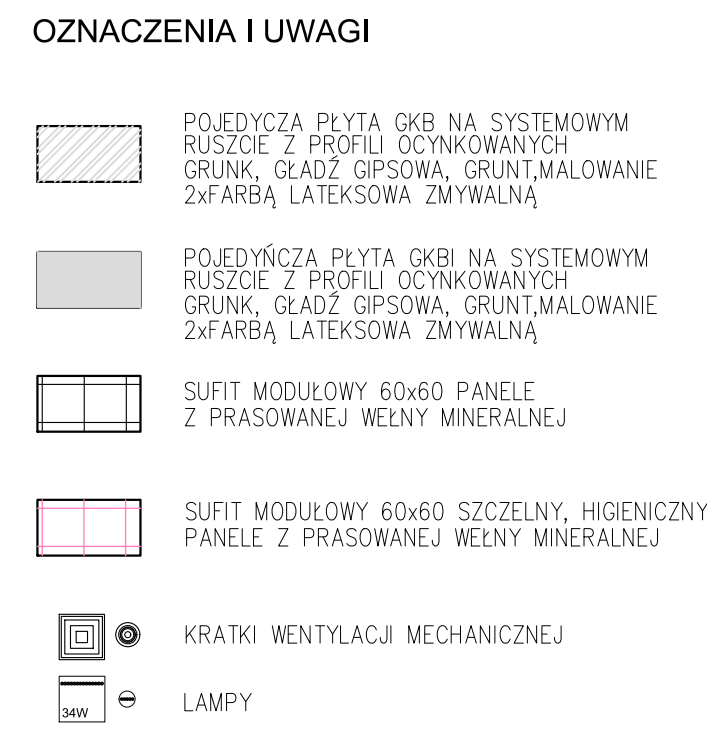 OZNACZENIA I UWAGI
POJEDYCZA PŁYTA GKB NA SYSTEMOWYM
RUSZCIE Z PROFILI OCYNKOWANYCH
GRUNK, GŁADŹ GIPSOWA, GRUNT,MALOWANIE
2xFARBĄ LATEKSOWA ZMYWALNĄ
POJEDYŃCZA PŁYTA GKBI NA SYSTEMOWYM
RUSZCIE Z PROFILI OCYNKOWANYCH
GRUNK, GŁADŹ GIPSOWA, GRUNT,MALOWANIE
2xFARBĄ LATEKSOWA ZMYWALNĄ
SUFIT MODUŁOWY 60x60 PANELE
Z PRASOWANEJ WEŁNY MINERALNEJ
SUFIT MODUŁOWY 60x60 SZCZELNY, HIGIENICZNY
PANELE Z PRASOWANEJ WEŁNY MINERALNEJ
KRATKI WENTYLACJI MECHANICZNEJ
34W
LAMPY